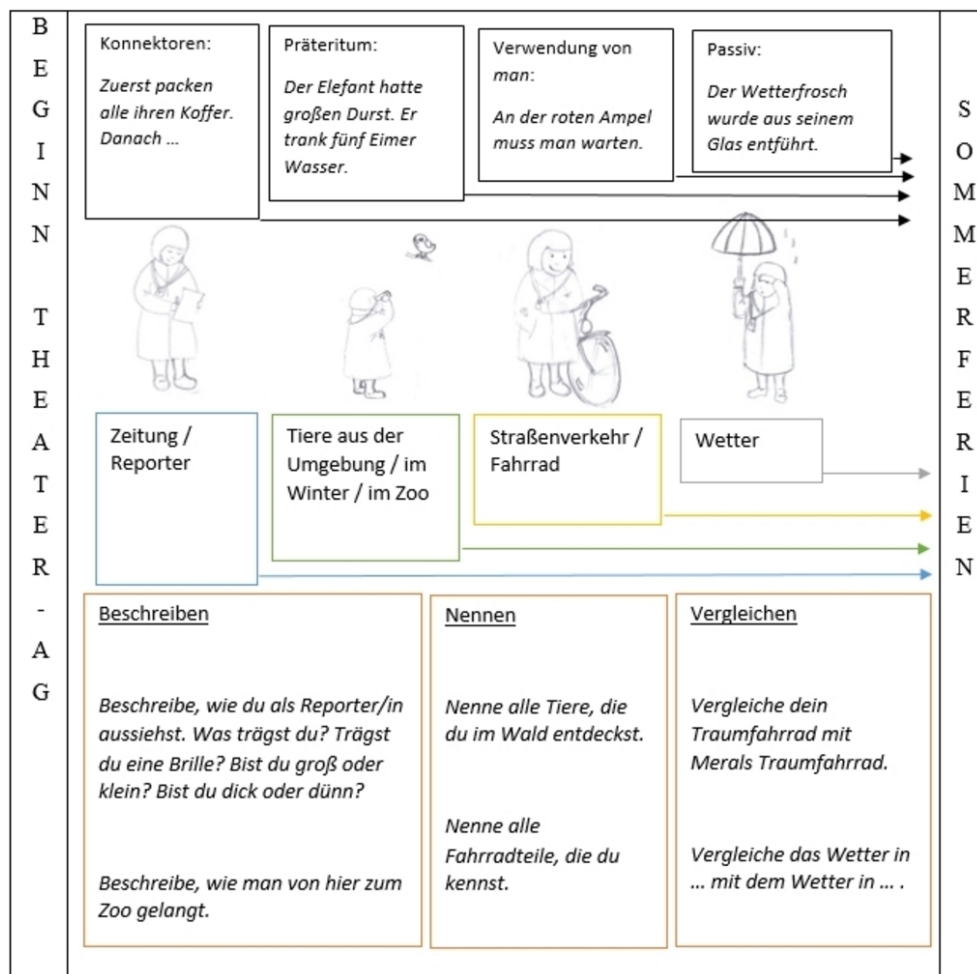 BEGINN THEATER-AG
Konnektoren:
Zuerst packen
alle ihren Koffer.
Danach …
Präteritum:
Der Elefant hatte
großen Durst. Er
trank fünf Eimer
Wasser.
Verwendung von
man:
An der roten Ampel
muss man warten.
Passiv:
Der Wetterfrosch
wurde aus seinem
Glas entführt.
Zeitung /
Reporter
Tiere aus der
Umgebung / im
Winter / im Zoo
Straßenverkehr /
Fahrrad
Wetter
Beschreiben
Beschreibe, wie du als Reporter/in
aussiehst. Was trägst du? Trägst
du eine Brille? Bist du groß oder
klein? Bist du dick oder dünn?
Beschreibe, wie man von hier zum
Zoo gelangt.
Nennen
Nenne alle Tiere, die
du im Wald entdeckst.
Nenne alle
Fahrradteile, die du
kennst.
Vergleichen
Vergleiche dein
Traumfahrrad mit
Merals Traumfahrrad.
Vergleiche das Wetter in
… mit dem Wetter in … .
SOMMERFERIEN